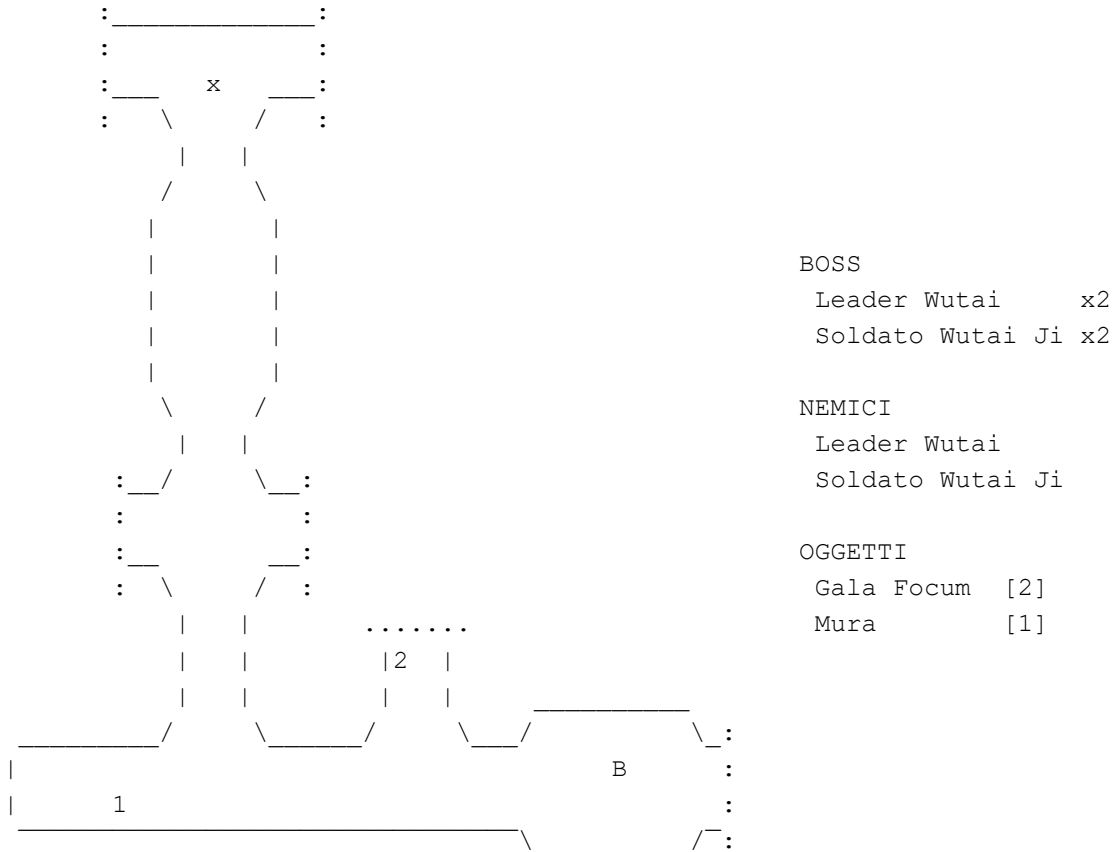 x
BOSS
Leader Wutai x2
Soldato Wutai Ji x2
NEMICI
Leader Wutai
Soldato Wutai Ji
OGGETTI
Gala Focum [2]
Mura [1]
2
B
1